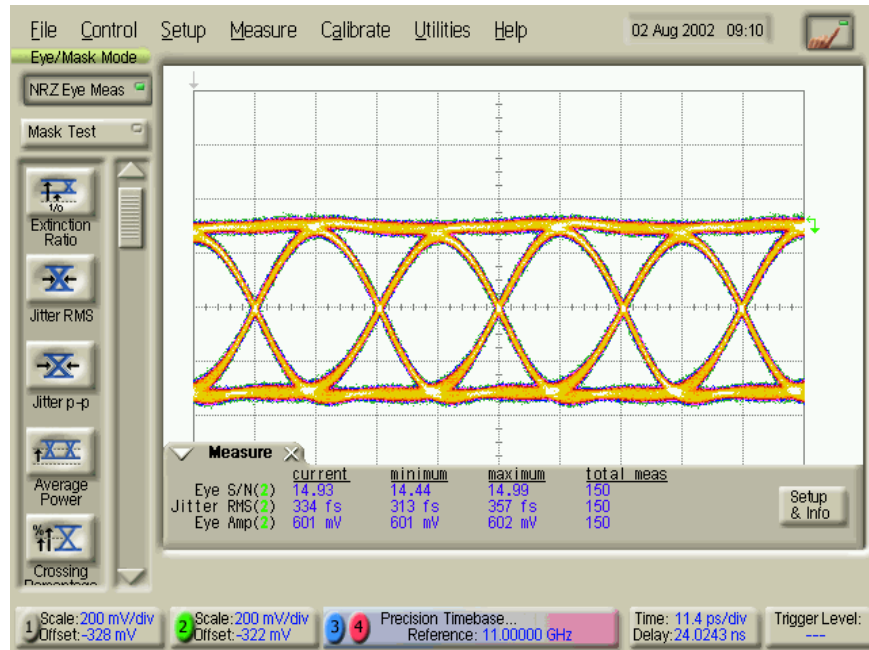 File Control Setup Measure Calibrate Utilities Help 02 Aug 2002 09:10
Eye/Mask Mode
NRZ Eye Meas
Mask Test
1/0
Extinction
Ratio
Jitter RMS
Jitter p-p
Average
Power
%
Crossing
Percentage
Measure
current minimum maximum total meas
Eye S/N(2) 14.93 14.44 14.99 150
Jitter RMS(2) 334 fs 313 fs 357 fs 150
Eye Amp(2) 601 mV 601 mV 602 mV 150
Setup
& Info
1 Scale:200 mV/div
Offset:-328 mV
2 Scale:200 mV/div
Offset:-322 mV
3 4 Precision Timebase...
Reference: 11.00000 GHz
Time: 11.4 ps/div
Delay:24.0243 ns
Trigger Level:
---